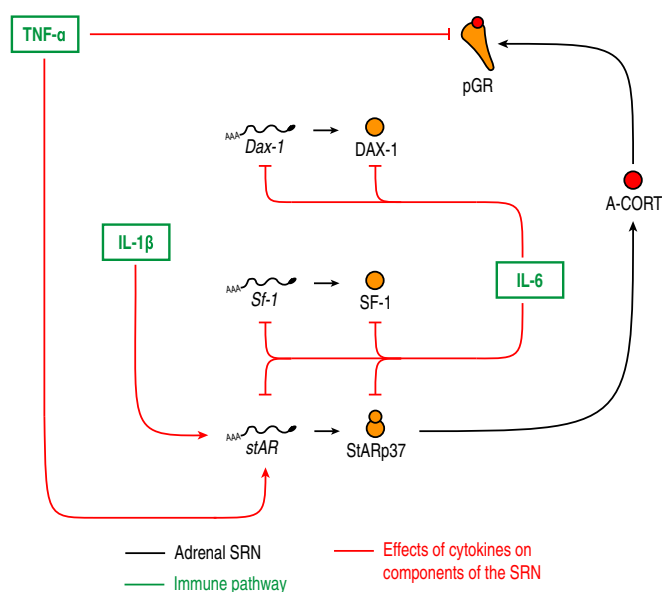 TNF-α
pGR
AAA
Dax-1
DAX-1
A-CORT
IL-1β
IL-6
AAA
Sf-1
SF-1
AAA
stAR
StARp37
Adrenal SRN
Immune pathway
Effects of cytokines on
components of the SRN